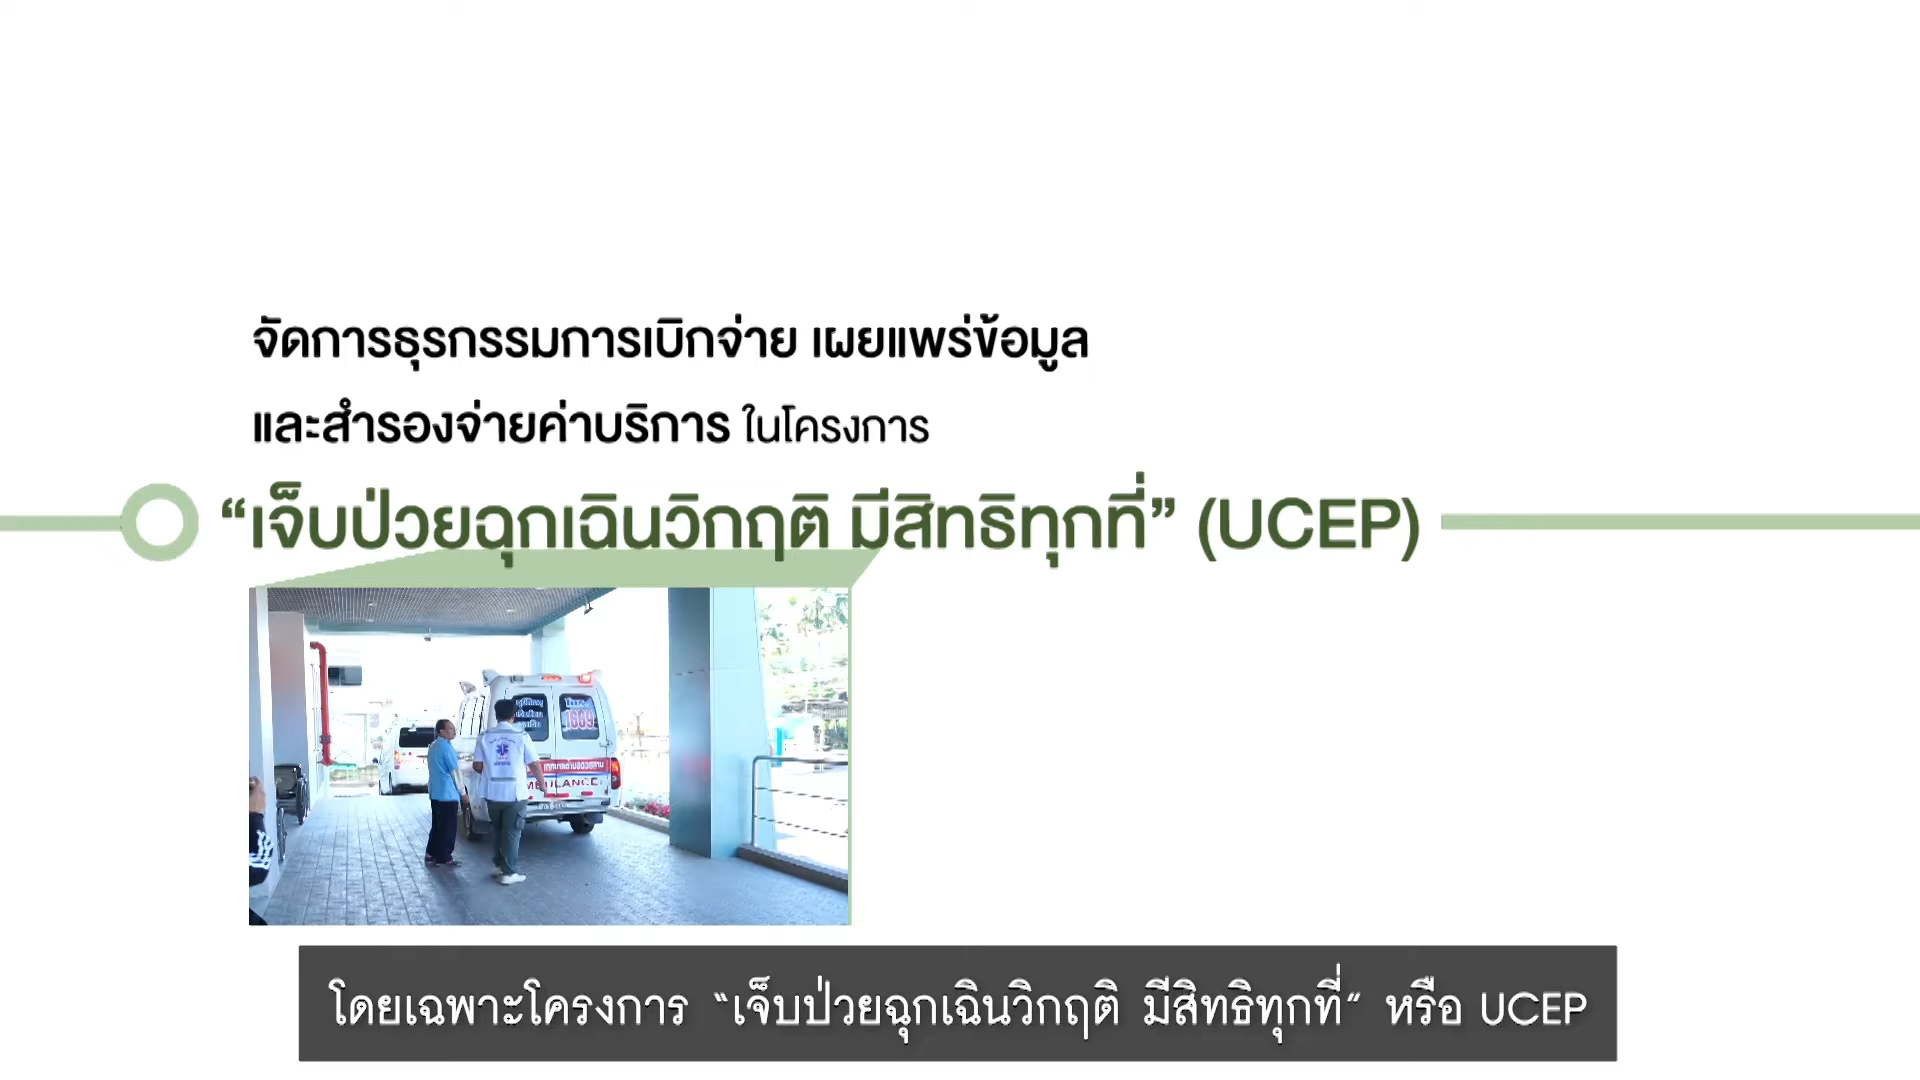 จัดการธุรกรรมการเบิกจ่าย เผยแพร่ข้อมูล
และสำรองจ่ายค่าบริการ ในโครงการ
“เจ็บป่วยฉุกเฉินวิกฤติ มีสิทธิทุกที่” (UCEP)
1669
โดยเฉพาะโครงการ “เจ็บป่วยฉุกเฉินวิกฤติ มีสิทธิทุกที่” หรือ UCEP